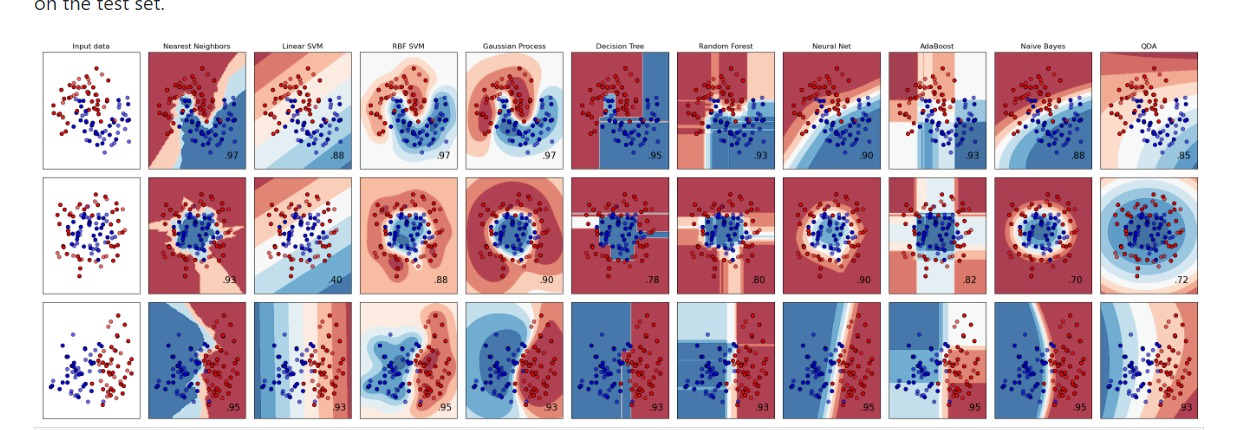 on the test set.
Input data Nearest Neighbors Linear SVM RBF SVM Gaussian Process Decision Tree Random Forest Neural Net AdaBoost Naive Bayes QDA
.97 .88 .97 .97 .95 .93 .90 .93 .88 .85
.93 .40 .88 .90 .78 .80 .90 .82 .70 .72
.95 .93 .95 .93 .93 .93 .95 .95 .95 .93